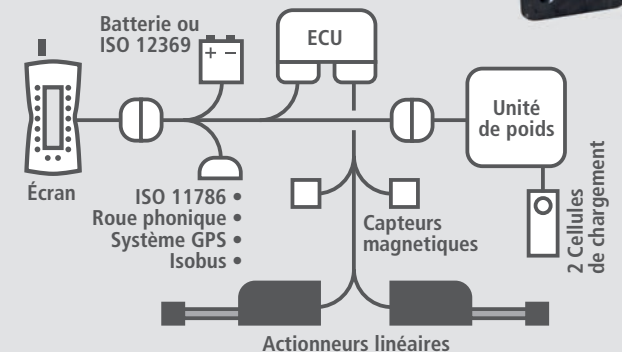 Batterie ou
ISO 12369
+ −
ECU
Unité
de poids
Écran
ISO 11786 •
Roue phonique •
Système GPS •
Isobus •
Capteurs
magnetiques
2 Cellules
de chargement
Actionneurs linéaires